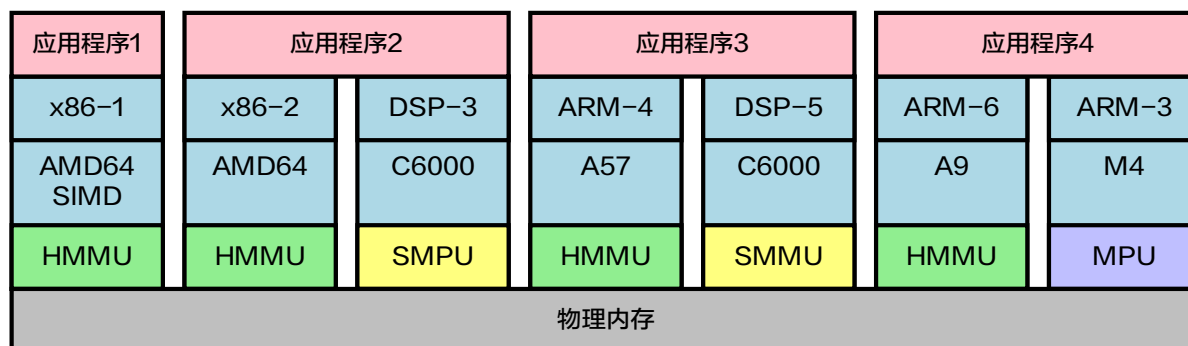 应用程序1 应用程序2 应用程序3 应用程序4
x86-1 x86-2 DSP-3 ARM-4 DSP-5 ARM-6 ARM-3
AMD64 AMD64 C6000 A57 C6000 A9 M4
SIMD
HMMU HMMU SMPU HMMU SMMU HMMU MPU
物理内存